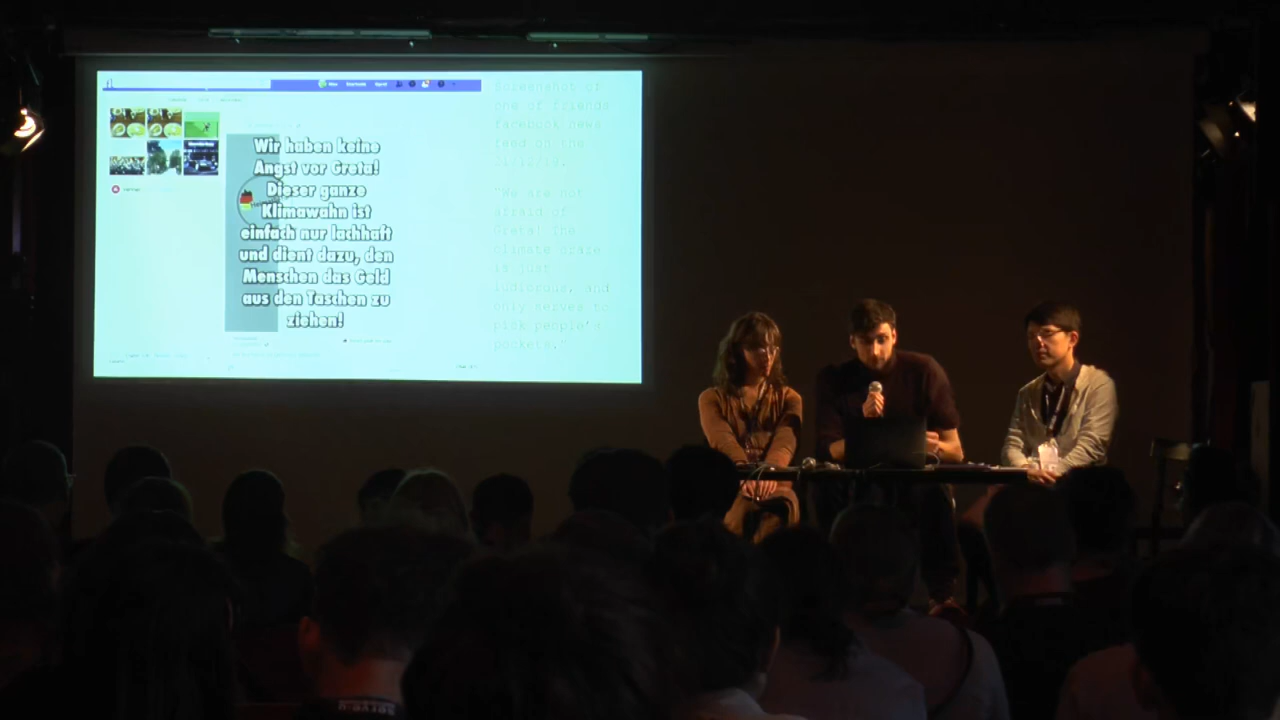 Wir haben keine
Angst vor Greta!
Dieser ganze
Klimawahn ist
einfach nur lachhaft
und dient dazu, den
Menschen das Geld
aus den Taschen zu
ziehen!
Screenshot of
one of friends
facebook news
feed on the
"We are not
afraid of
Greta! The
climate craze
is just
ludicrous, and
only serves to
pick people's
pockets."